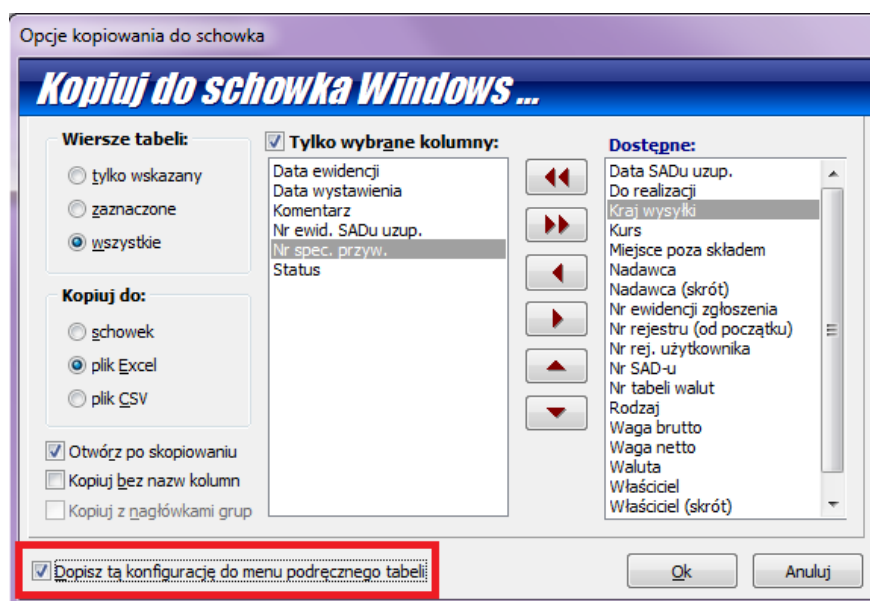 Opcje kopiowania do schowka
Kopiuj do schowka Windows ...
Wiersze tabeli:
tylko wskazany
zaznaczone
wszystkie
Kopiuj do:
schowek
plik Excel
plik CSV
Otwórz po skopiowaniu
Kopiuj bez nazw kolumn
Kopiuj z nagłówkami grup
Tylko wybrane kolumny:
Data ewidencji
Data wystawienia
Komentarz
Nr ewid. SADu uzup.
Nr spec. przyw.
Status
Dostępne:
Data SADu uzup.
Do realizacji
Kraj wysyłki
Kurs
Miejsce poza składem
Nadawca
Nadawca (skrót)
Nr ewidencji zgłoszenia
Nr rejestru (od początku)
Nr rej. użytkownika
Nr SAD-u
Nr tabeli walut
Rodzaj
Waga brutto
Waga netto
Waluta
Właściciel
Właściciel (skrót)
Dopisz tą konfigurację do menu podręcznego tabeli
Ok
Anuluj